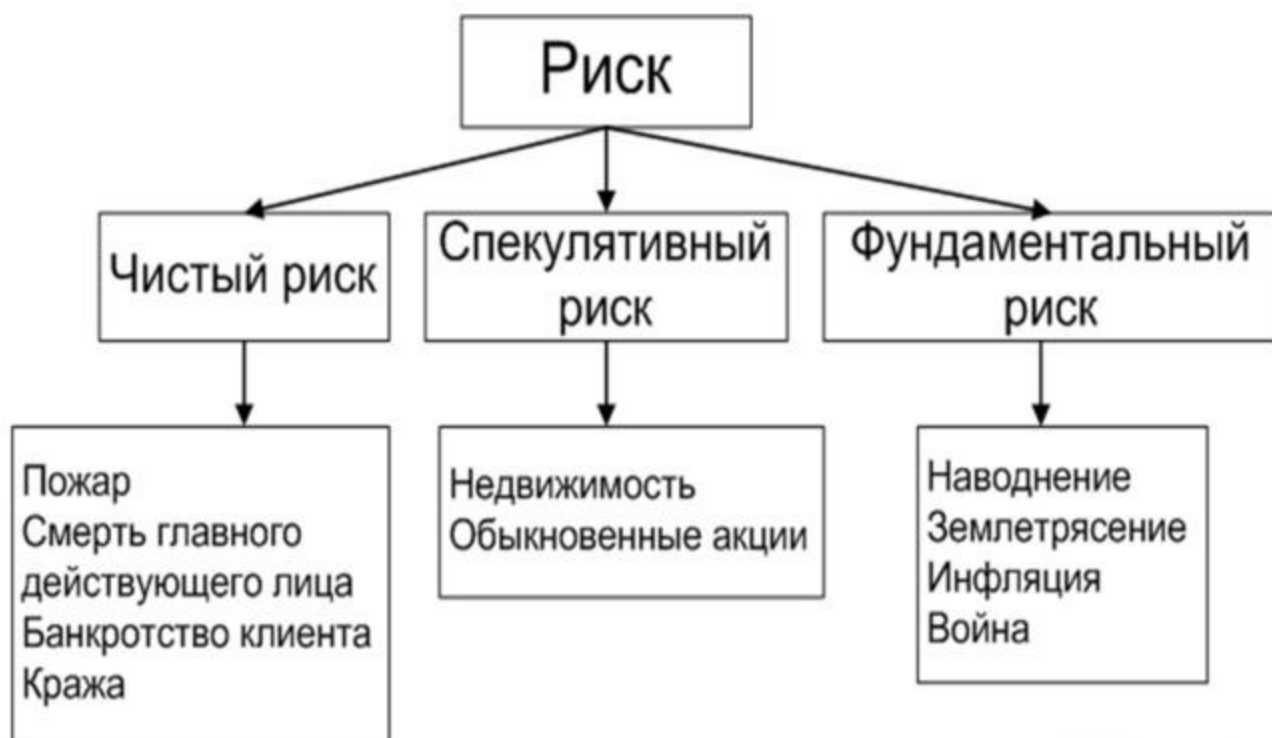 Риск
Чистый риск
Спекулятивный
риск
Фундаментальный
риск
Пожар
Смерть главного
действующего лица
Банкротство клиента
Кража
Недвижимость
Обыкновенные акции
Наводнение
Землетрясение
Инфляция
Война